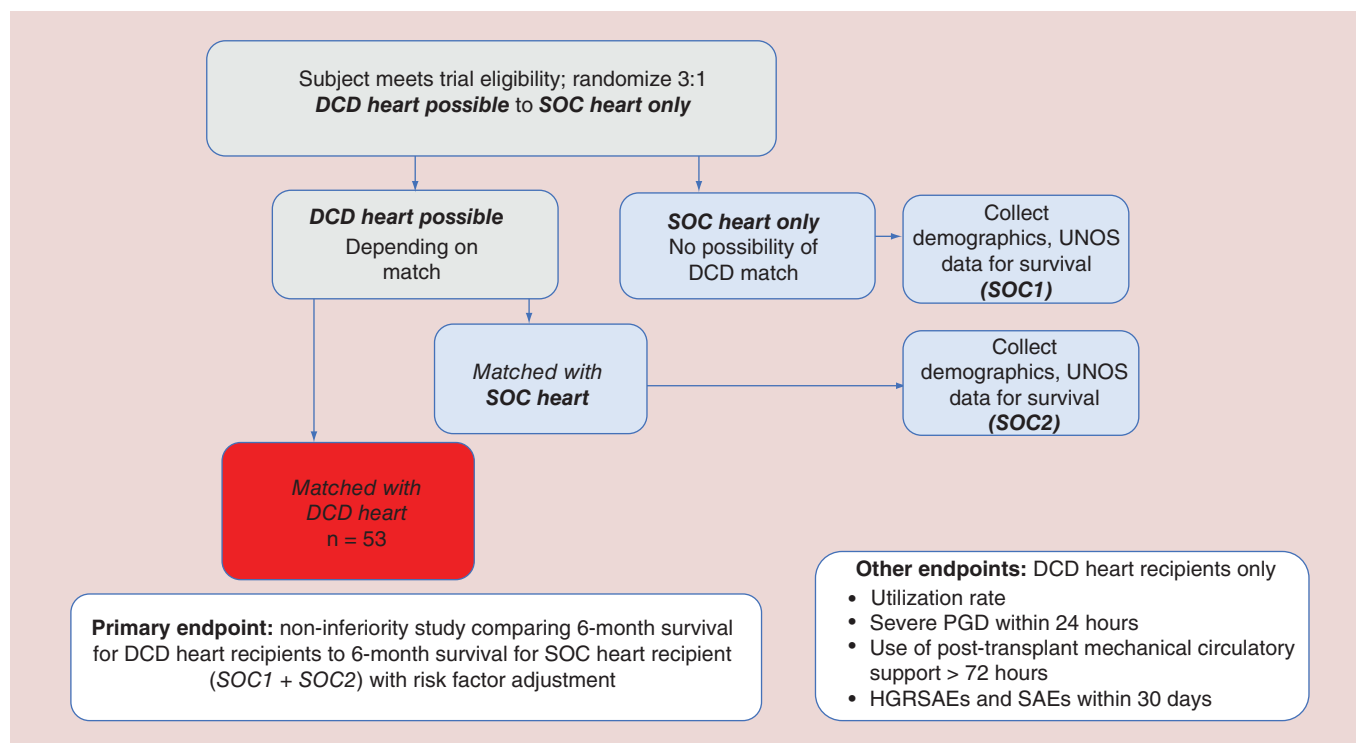 Subject meets trial eligibility; randomize 3:1
DCD heart possible to SOC heart only
DCD heart possible
Depending on
match
SOC heart only
No possibility of
DCD match
Collect
demographics, UNOS
data for survival
(SOC1)
Matched with
SOC heart
Collect
demographics, UNOS
data for survival
(SOC2)
Matched with
DCD heart
n = 53
Primary endpoint: non-inferiority study comparing 6-month survival
for DCD heart recipients to 6-month survival for SOC heart recipient
(SOC1 + SOC2) with risk factor adjustment
Other endpoints: DCD heart recipients only
• Utilization rate
• Severe PGD within 24 hours
• Use of post-transplant mechanical circulatory
support > 72 hours
• HGRSAEs and SAEs within 30 days